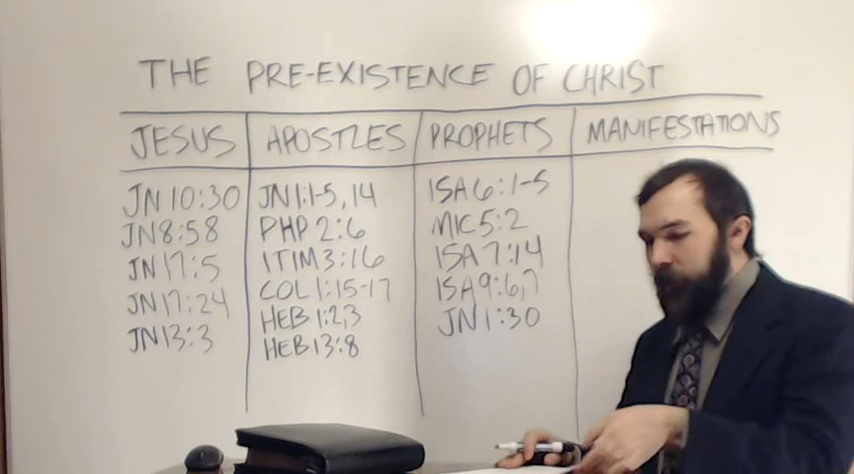 THE PRE-EXISTENCE OF CHRIST
JESUS APOSTLES PROPHETS MANIFESTATIONS
JN 10:30 JN 1:1-5, 14 ISA 6:1-5
JN 8:58 PHP 2:6 MIC 5:2
JN 17:5 1TIM 3:16 ISA 7:14
JN 17:24 COL 1:15-17 ISA 9:6,7
JN 13:3 HEB 1:2,3 JN 1:30
HEB 13:8